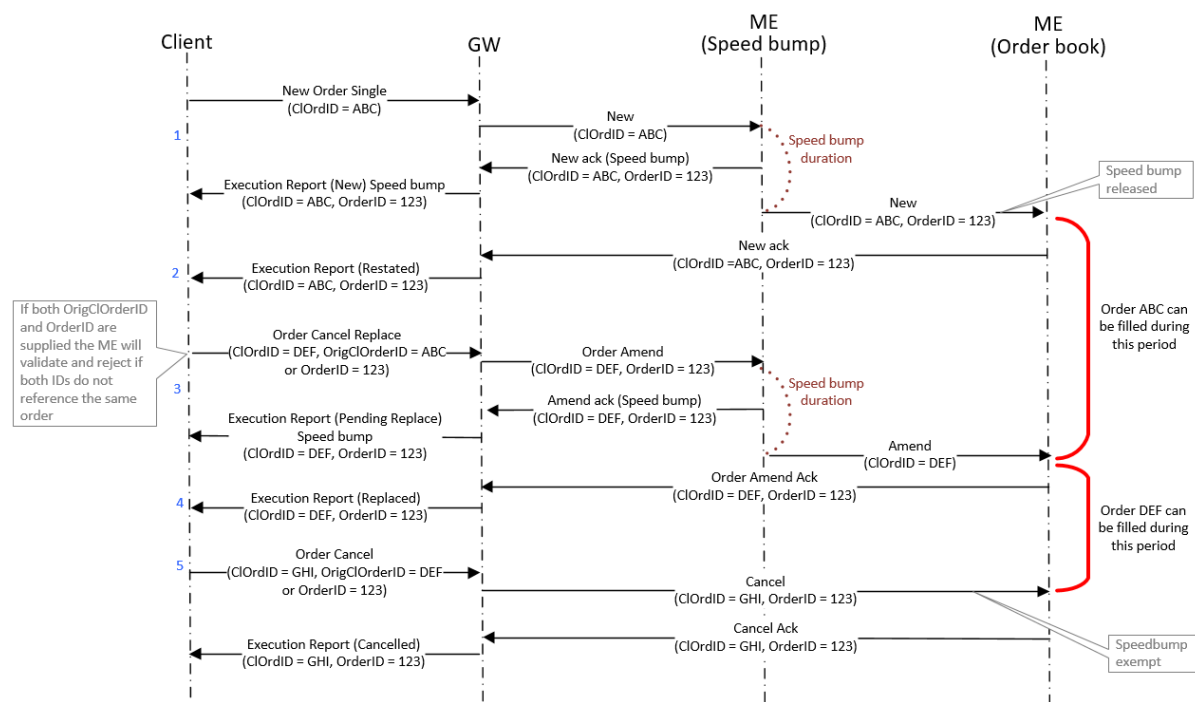 Client
GW
ME
(Speed bump)
ME
(Order book)
New Order Single
(ClOrdID = ABC)
1
New
(ClOrdID = ABC)
Speed bump
duration
New ack (Speed bump)
(ClOrdID = ABC, OrderID = 123)
Execution Report (New) Speed bump
(ClOrdID = ABC, OrderID = 123)
Speed bump
released
New
(ClOrdID = ABC, OrderID = 123)
New ack
(ClOrdID =ABC, OrderID = 123)
2
Execution Report (Restated)
(ClOrdID = ABC, OrderID = 123)
Order ABC can
be filled during
this period
If both OrigClOrderID
and OrderID are
supplied the ME will
validate and reject if
both IDs do not
reference the same
order
Order Cancel Replace
(ClOrdID = DEF, OrigClOrderID = ABC
or OrderID = 123)
3
Order Amend
(ClOrdID = DEF, OrderID = 123)
Speed bump
duration
Amend ack (Speed bump)
(ClOrdID = DEF, OrderID = 123)
Execution Report (Pending Replace)
Speed bump
(ClOrdID = DEF, OrderID = 123)
Amend
(ClOrdID = DEF)
Order Amend Ack
(ClOrdID = DEF, OrderID = 123)
4
Execution Report (Replaced)
(ClOrdID = DEF, OrderID = 123)
Order DEF can
be filled during
this period
5
Order Cancel
(ClOrdID = GHI, OrigClOrderID = DEF
or OrderID = 123)
Cancel
(ClOrdID = GHI, OrderID = 123)
Cancel Ack
(ClOrdID = GHI, OrderID = 123)
Speedbump
exempt
Execution Report (Cancelled)
(ClOrdID = GHI, OrderID = 123)